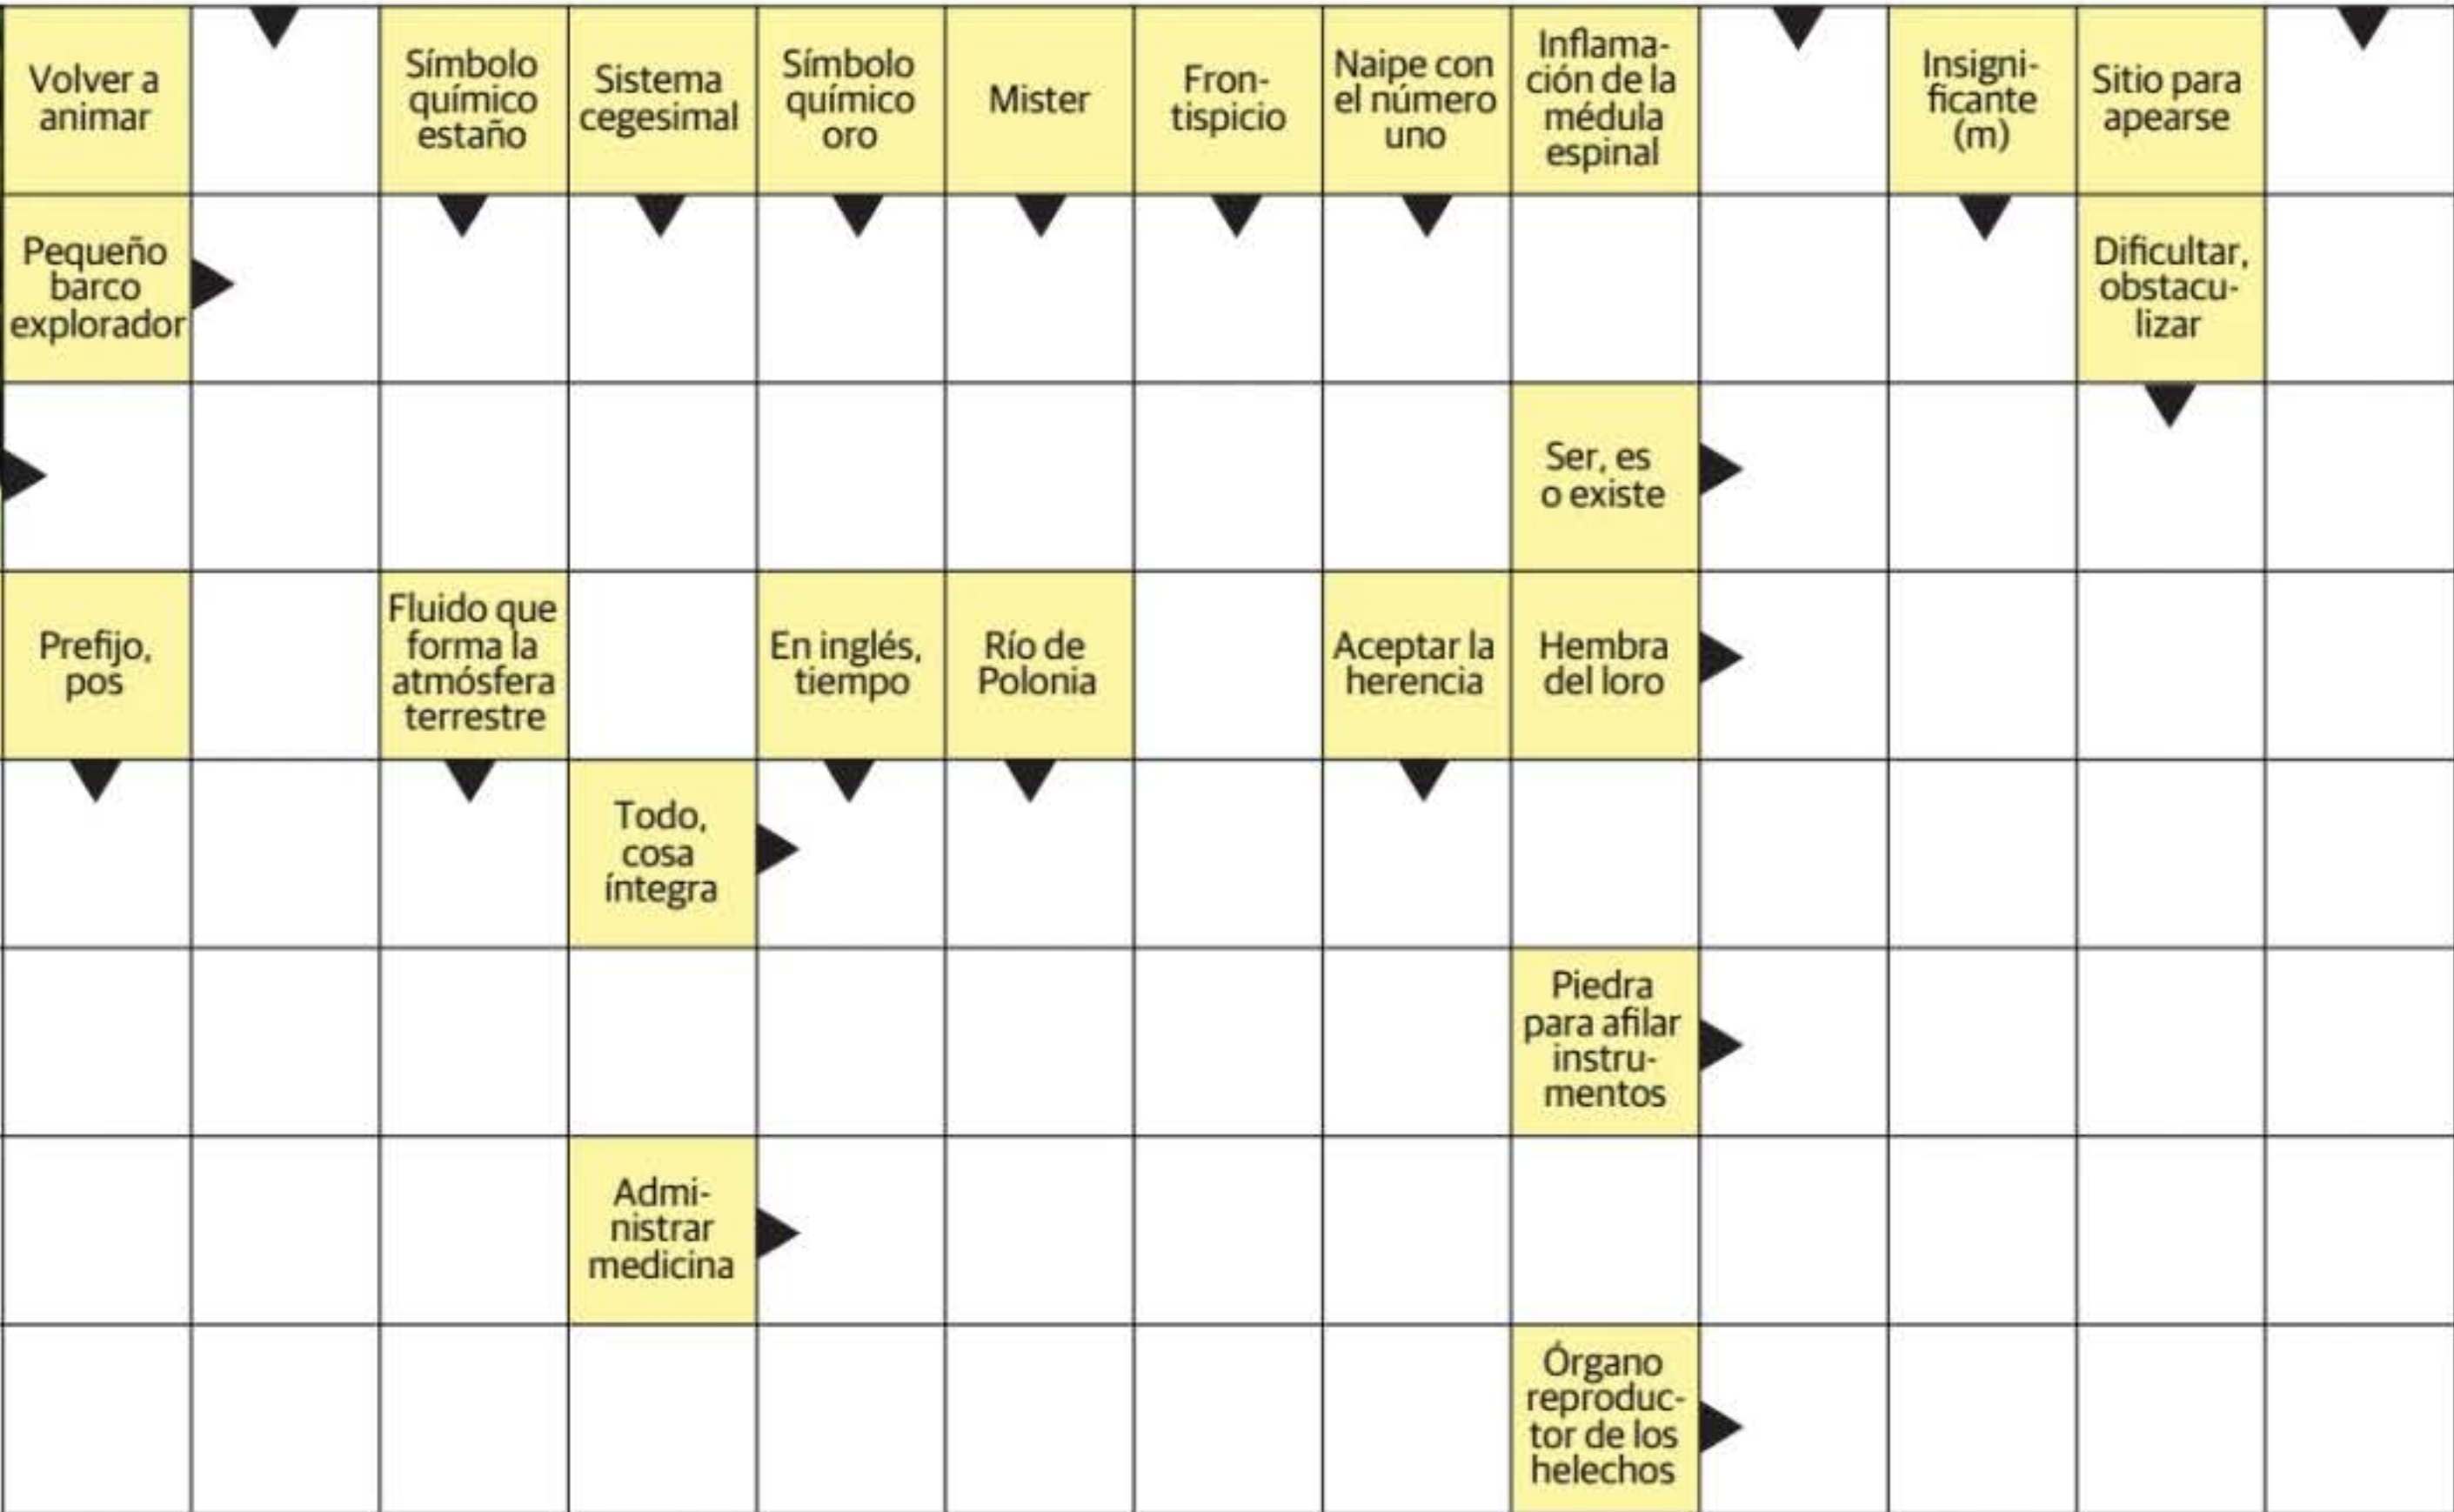 Volver a
animar
Símbolo
químico
estaño
Sistema
cegesimal
Símbolo
químico
oro
Mister
Fron-
tispicio
Naipe con
el número
uno
Inflama-
ción de la
médula
espinal
Insigni-
ficante
(m)
Sitio para
apearse
Pequeño
barco
explorador
Dificultar,
obstacu-
lizar
Ser, es
o existe
Prefijo,
pos
Fluido que
forma la
atmósfera
terrestre
En inglés,
tiempo
Río de
Polonia
Aceptar la
herencia
Hembra
del loro
Todo,
cosa
íntegra
Piedra
para afilar
instru-
mentos
Admi-
nistrar
medicina
Órgano
reproduc-
tor de los
helechos